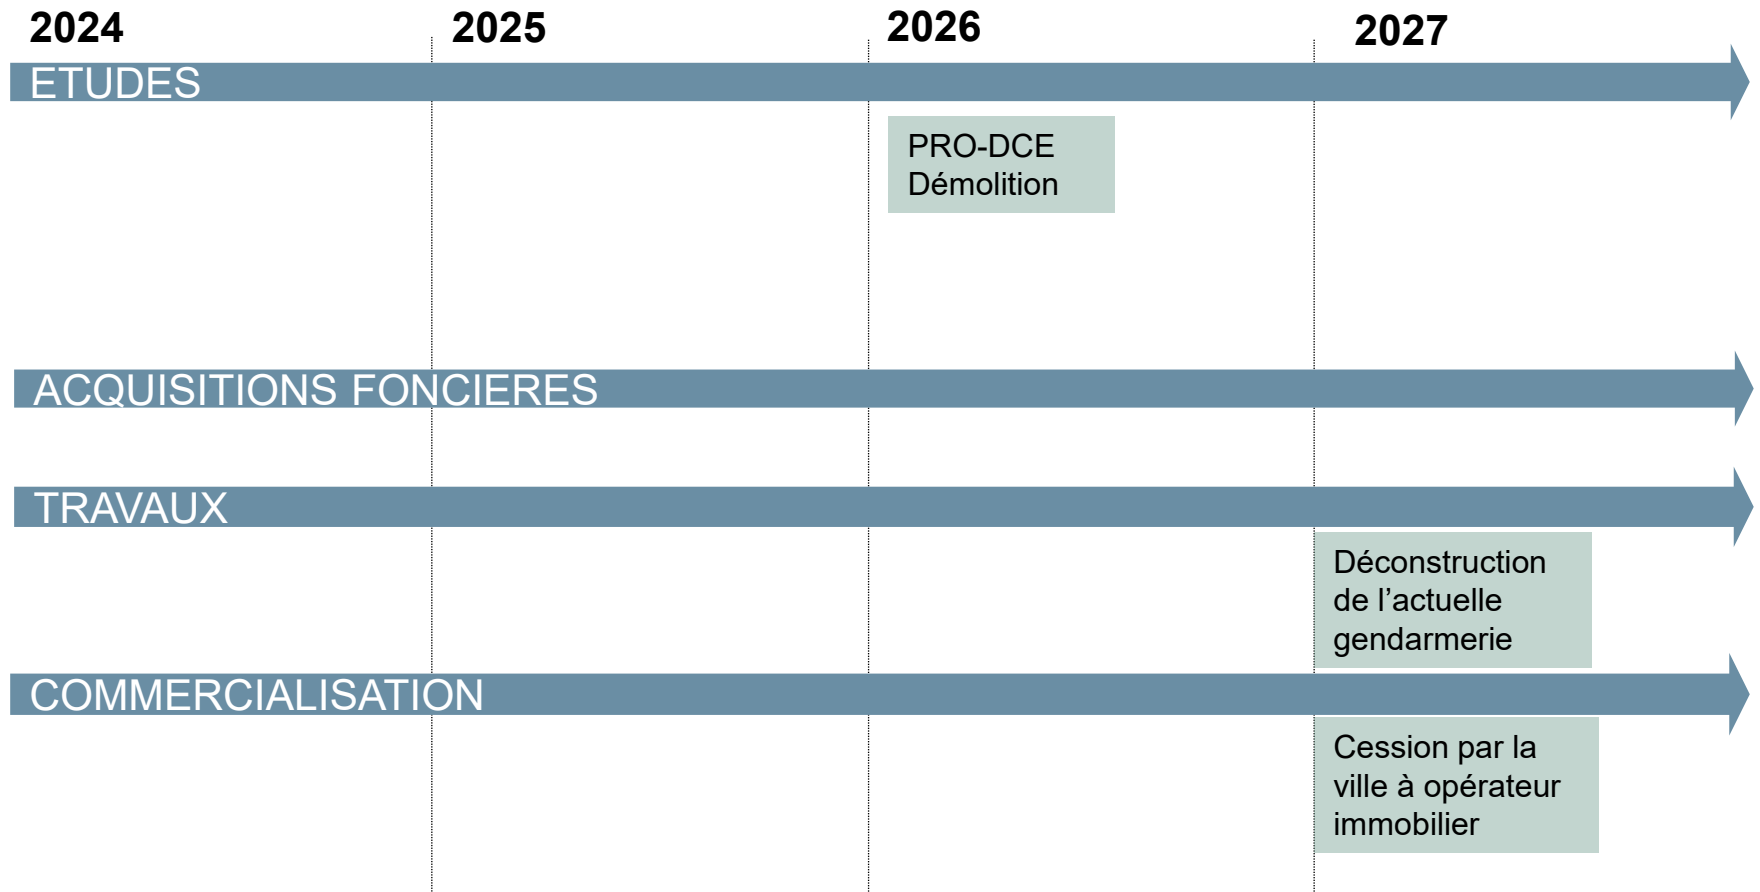 2024
2025
2026
2027
ETUDES
PRO-DCE
Démolition
ACQUISITIONS FONCIERES
TRAVAUX
Déconstruction
de l’actuelle
gendarmerie
COMMERCIALISATION
Cession par la
ville à opérateur
immobilier